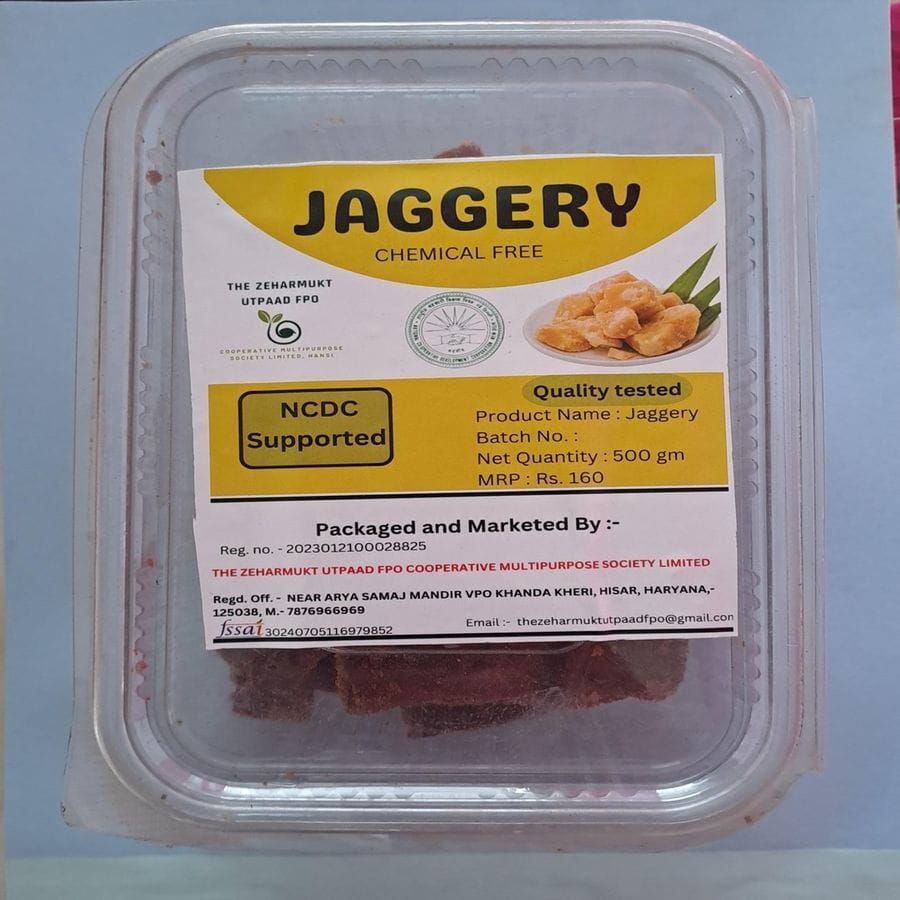 JAGGERY
CHEMICAL FREE
THE ZEHARMUKT
UTPAAD FPO
COOPERATIVE MULTIPURPOSE
SOCIETY LIMITED, HANSI
NCDC
Supported
Quality tested
Product Name : Jaggery
Batch No. :
Net Quantity : 500 gm
MRP : Rs. 160
Packaged and Marketed By :-
Reg. no. - 2023012100028825
THE ZEHARMUKT UTPAAD FPO COOPERATIVE MULTIPURPOSE SOCIETY LIMITED
Regd. Off. - NEAR ARYA SAMAJ MANDIR VPO KHANDA KHERI, HISAR, HARYANA,-
125038, M.- 7876966969
fssai 30240705116979852
Email :- thezeharmuktutpaadfpo@gmail.con